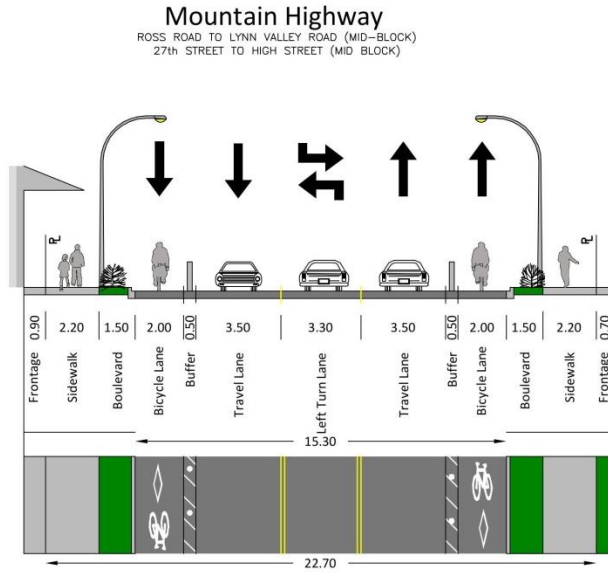 Mountain Highway
ROSS ROAD TO LYNN VALLEY ROAD (MID-BLOCK)
27th STREET TO HIGH STREET (MID BLOCK)
PL PL
0.90 2.20 1.50 2.00 0.50 3.50 3.30 3.50 0.50 2.00 1.50 2.20 0.70
Frontage
Sidewalk
Boulevard
Bicycle Lane
Buffer
Travel Lane
Left Turn Lane
Travel Lane
Buffer
Bicycle Lane
Boulevard
Sidewalk
Frontage
15.30
22.70